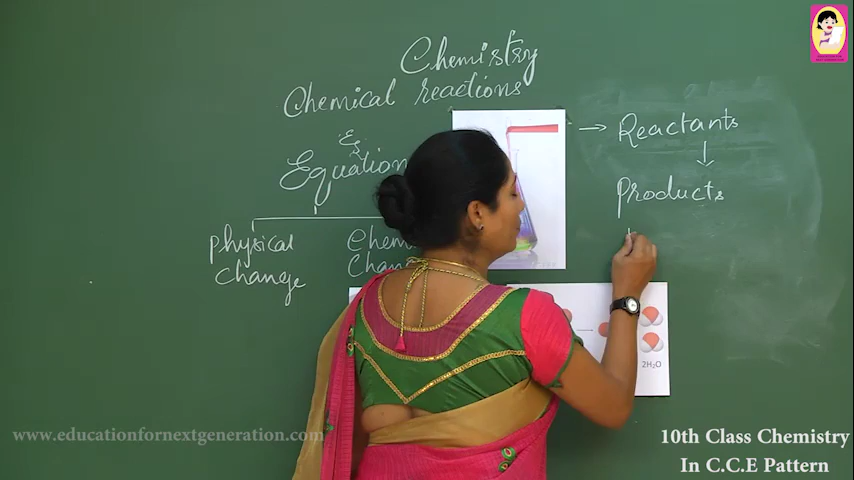 Chemistry
Chemical reactions
&
Equation
Physical
change
Reactants
Products
2H₂O
www.educationfornextgeneration.com
10th Class Chemistry
In C.C.E Pattern